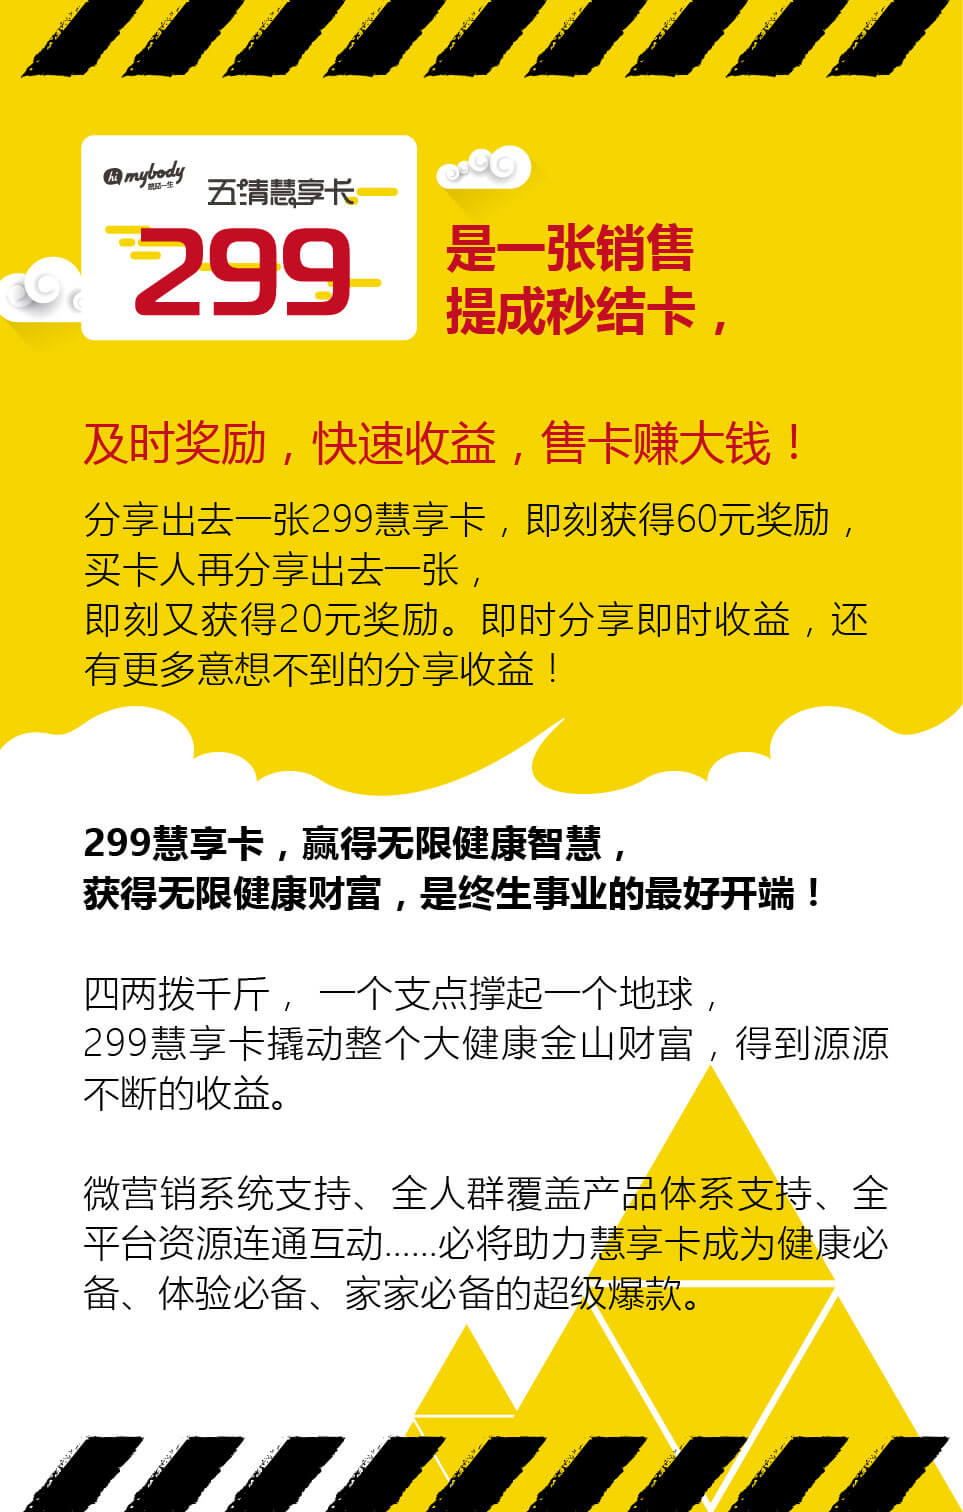 hi mybody
五清慧享卡
299
是一张销售
提成秒结卡，
及时奖励，快速收益，售卡赚大钱！
分享出去一张299慧享卡，即刻获得60元奖励，
买卡人再分享出去一张，
即刻又获得20元奖励。即时分享即时收益，还
有更多意想不到的分享收益！
299慧享卡，赢得无限健康智慧，
获得无限健康财富，是终生事业的最好开端！
四两拨千斤， 一个支点撑起一个地球，
299慧享卡撬动整个大健康金山财富，得到源源
不断的收益。
微营销系统支持、全人群覆盖产品体系支持、全
平台资源连通互动......必将助力慧享卡成为健康必
备、体验必备、家家必备的超级爆款。